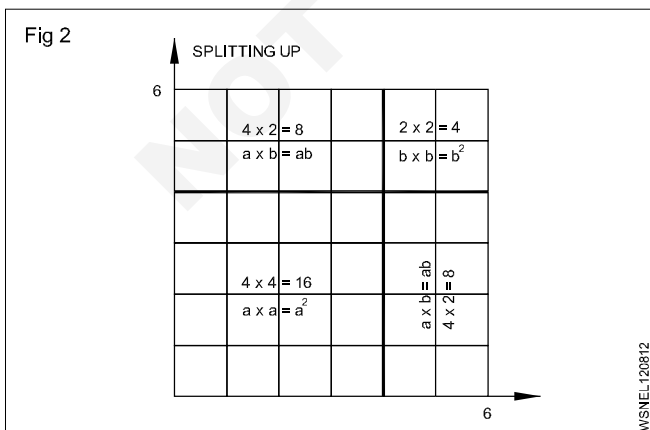 Fig 2
SPLITTING UP
6
4 x 2 = 8
a x b = ab
2 x 2 = 4
b x b = b²
4 x 4 = 16
a x a = a²
a x b = ab
4 x 2 = 8
6
WSNEL120812
NOT